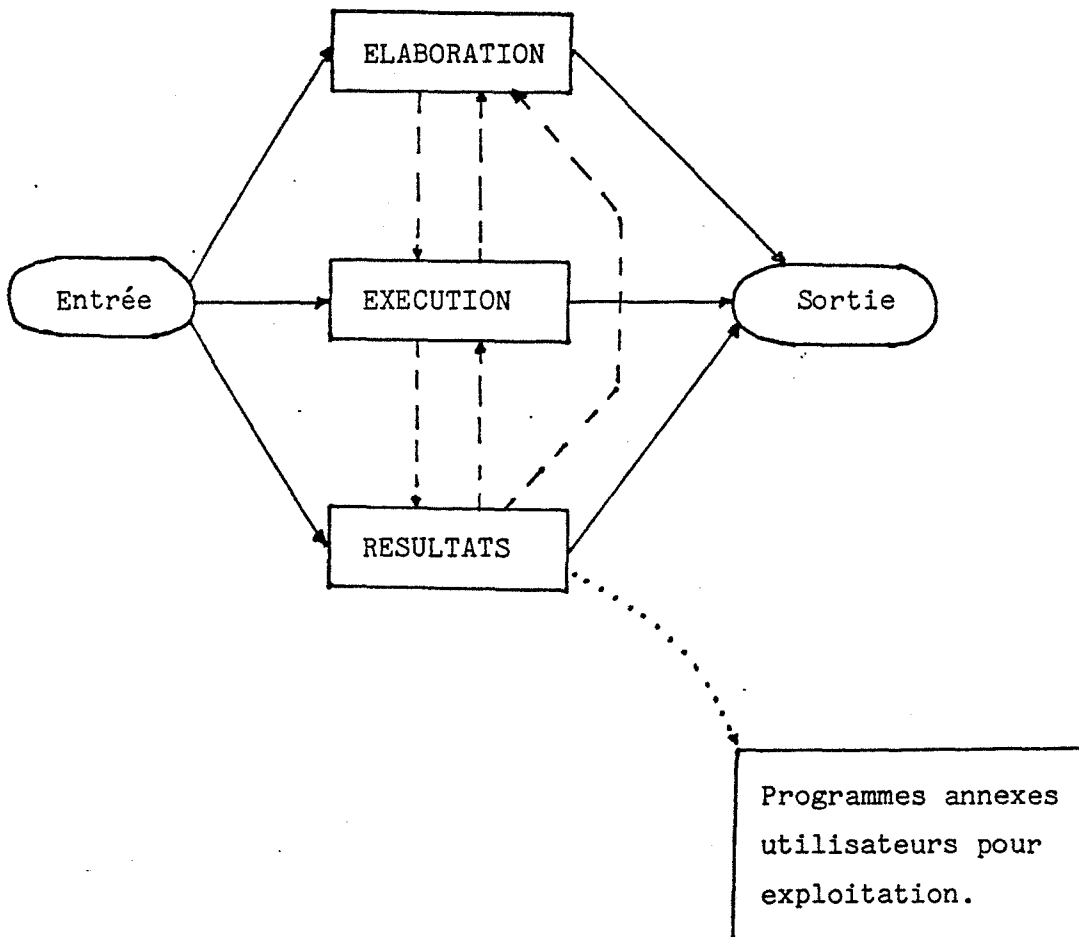 ELABORATION
Entrée
EXECUTION
Sortie
RESULTATS
Programmes annexes
utilisateurs pour
exploitation.